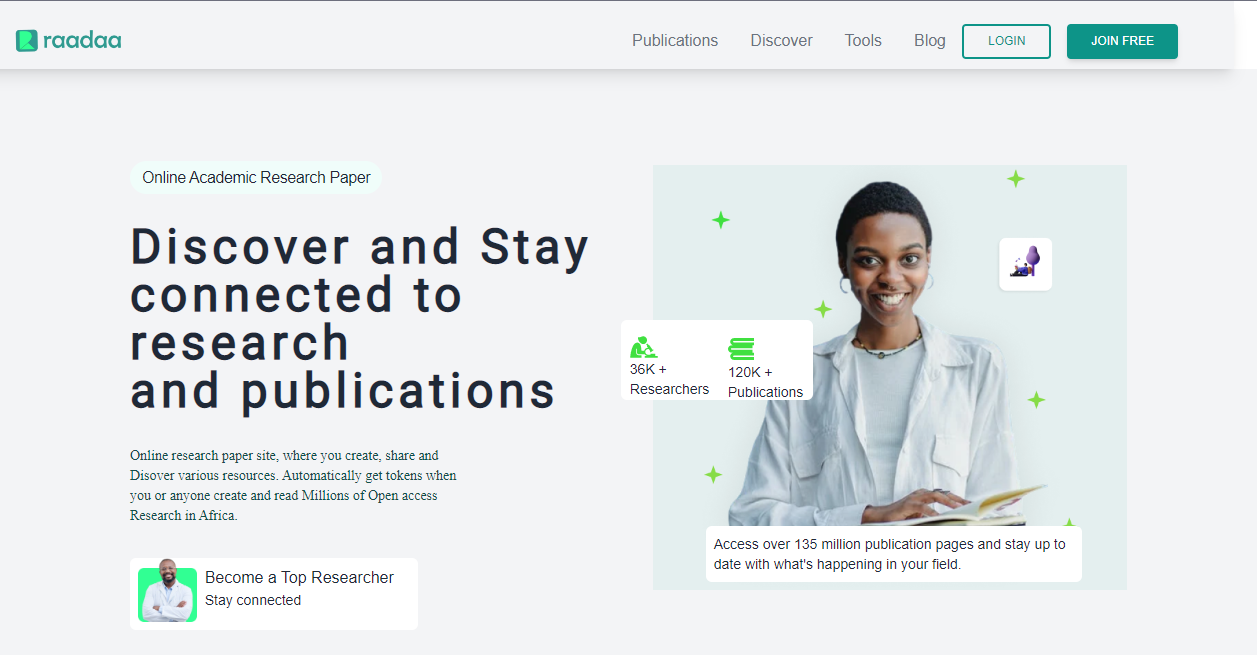 raadaa
Publications
Discover
Tools
Blog
LOGIN
JOIN FREE
Online Academic Research Paper
Discover and Stay
connected to
research
and publications
Online research paper site, where you create, share and
Disover various resources. Automatically get tokens when
you or anyone create and read Millions of Open access
Research in Africa.
Become a Top Researcher
Stay connected
36K +
Researchers
120K +
Publications
Access over 135 million publication pages and stay up to
date with what's happening in your field.